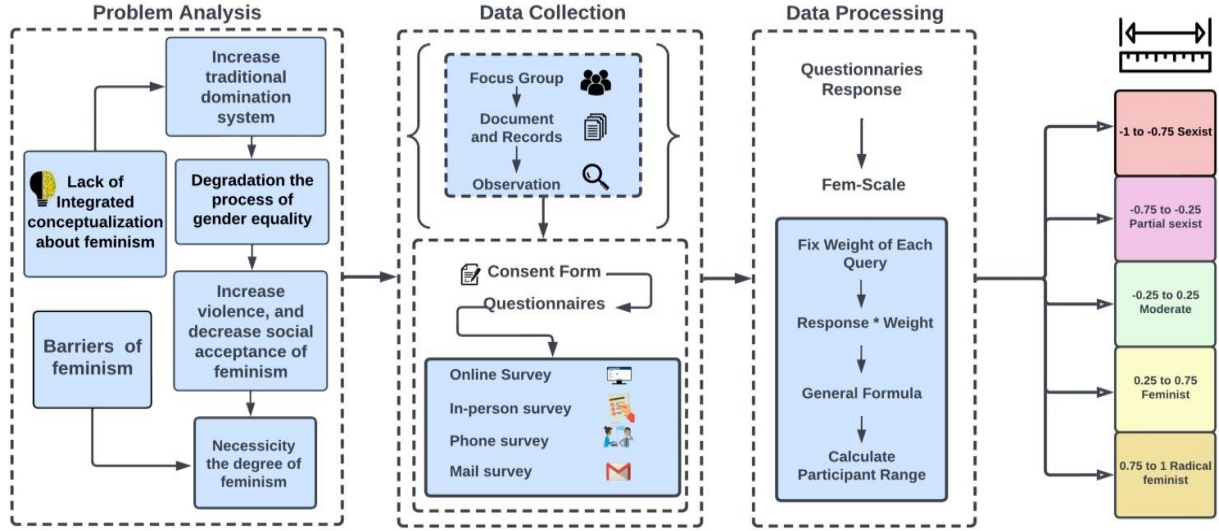 Problem Analysis
Increase
traditional
domination
system
Lack of
Integrated
conceptualization
about feminism
Degradation the
process of
gender equality
Increase
violence, and
decrease social
acceptance of
feminism
Barriers of
feminism
Necessicity
the degree of
feminism
Data Collection
Focus Group
Document
and Records
Observation
Consent Form
Questionnaires
Online Survey
In-person survey
Phone survey
Mail survey
Data Processing
Questionnaries
Response
Fem-Scale
Fix Weight of Each
Query
Response * Weight
General Formula
Calculate
Participant Range
-1 to -0.75 Sexist
-0.75 to -0.25
Partial sexist
-0.25 to 0.25
Moderate
0.25 to 0.75
Feminist
0.75 to 1 Radical
feminist